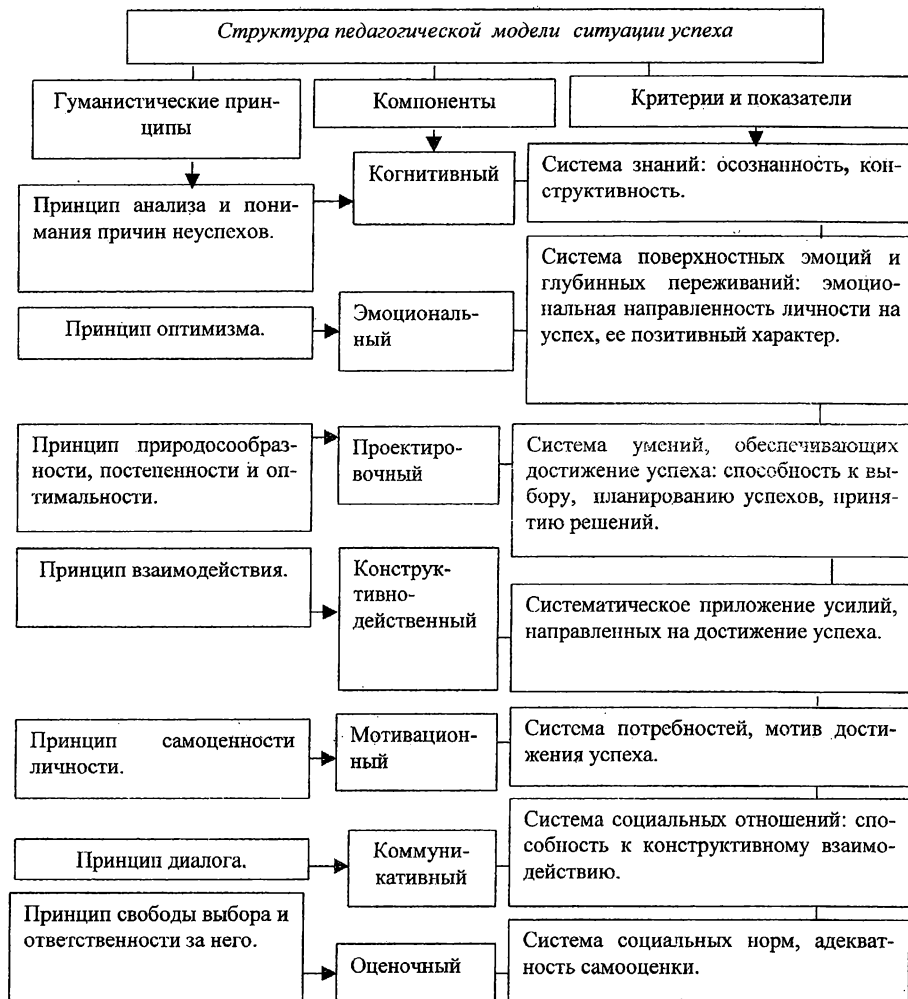 Структура педагогической модели ситуации успеха
Гуманистические прин-
ципы
Компоненты
Критерии и показатели
Принцип анализа и пони-
мания причин неуспехов.
Когнитивный
Система знаний: осознанность, кон-
структивность.
Принцип оптимизма.
Эмоциональ-
ный
Система поверхностных эмоций и
глубинных переживаний: эмоцио-
нальная направленность личности на
успех, ее позитивный характер.
Принцип природосообраз-
ности, постепенности и оп-
тимальности.
Проектиро-
вочный
Система умений, обеспечивающих
достижение успеха: способность к вы-
бору, планированию успехов, приня-
тию решений.
Принцип взаимодействия.
Конструк-
тивно-
действенный
Систематическое приложение усилий,
направленных на достижение успеха.
Принцип самоценности
личности.
Мотивацион-
ный
Система потребностей, мотив дости-
жения успеха.
Принцип диалога.
Коммуни-
кативный
Система социальных отношений: спо-
собность к конструктивному взаимо-
действию.
Принцип свободы выбора и
ответственности за него.
Оценочный
Система социальных норм, адекват-
ность самооценки.